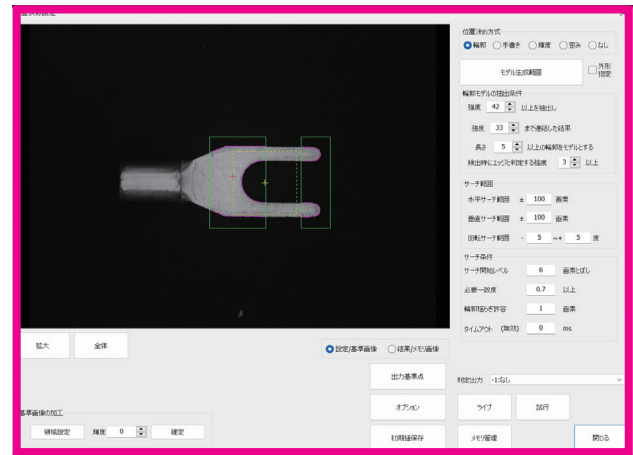 位置決め方式
輪郭 手書き 輝度 歪み なし
モデル生成範囲
外形指定
輪郭モデルの抽出条件
強度 42 以上を抽出し
強度 33 まで連結した結果
長さ 5 以上の輪郭をモデルとする
検出時にエッジと判定する強度 3 以上
サーチ範囲
水平サーチ範囲 ± 100 画素
垂直サーチ範囲 ± 100 画素
回転サーチ範囲 - 5 ~+ 5 度
サーチ条件
サーチ開始レベル 6 画素とばし
必要一致度 0.7 以上
輪郭揺らぎ許容 1 画素
タイムアウト (無効) 0 ms
拡大 全体
設定/基準画像 結果/メモリ画像
出力基準点
判定出力 -1:なし
オプション
ライブ 試行
基準画像の加工
領域設定 輝度 0 確定
初期値保存
メモリ管理 閉じる